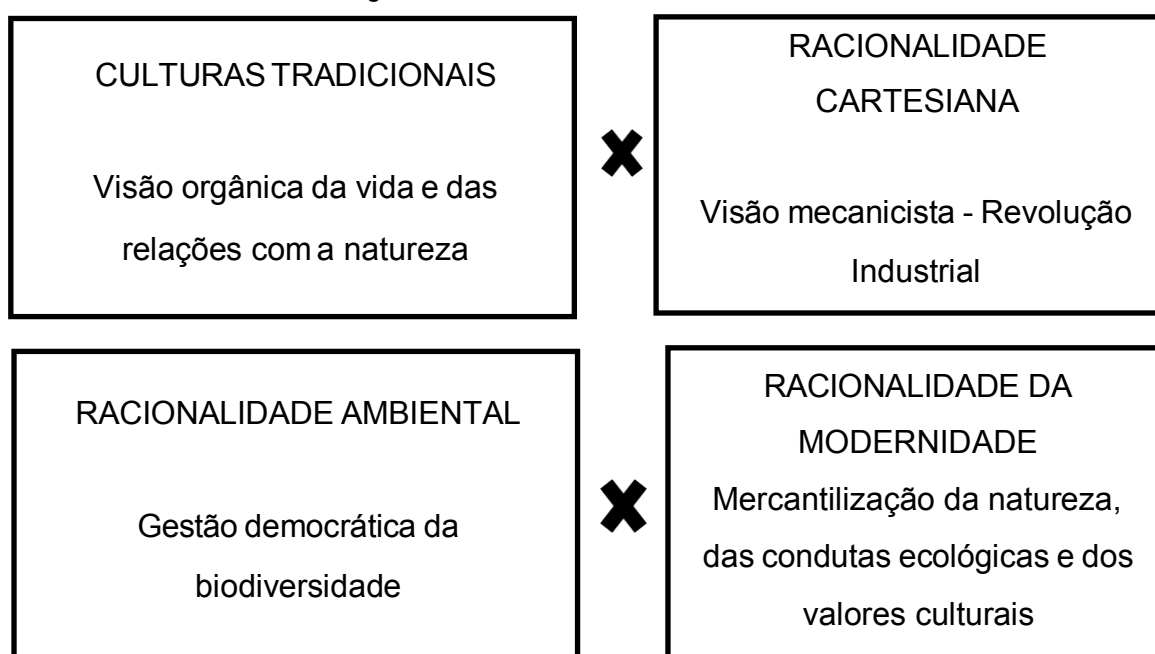 CULTURAS TRADICIONAIS
Visão orgânica da vida e das
relações com a natureza
RACIONALIDADE
CARTESIANA
Visão mecanicista - Revolução
Industrial
RACIONALIDADE AMBIENTAL
Gestão democrática da
biodiversidade
RACIONALIDADE DA
MODERNIDADE
Mercantilização da natureza,
das condutas ecológicas e dos
valores culturais